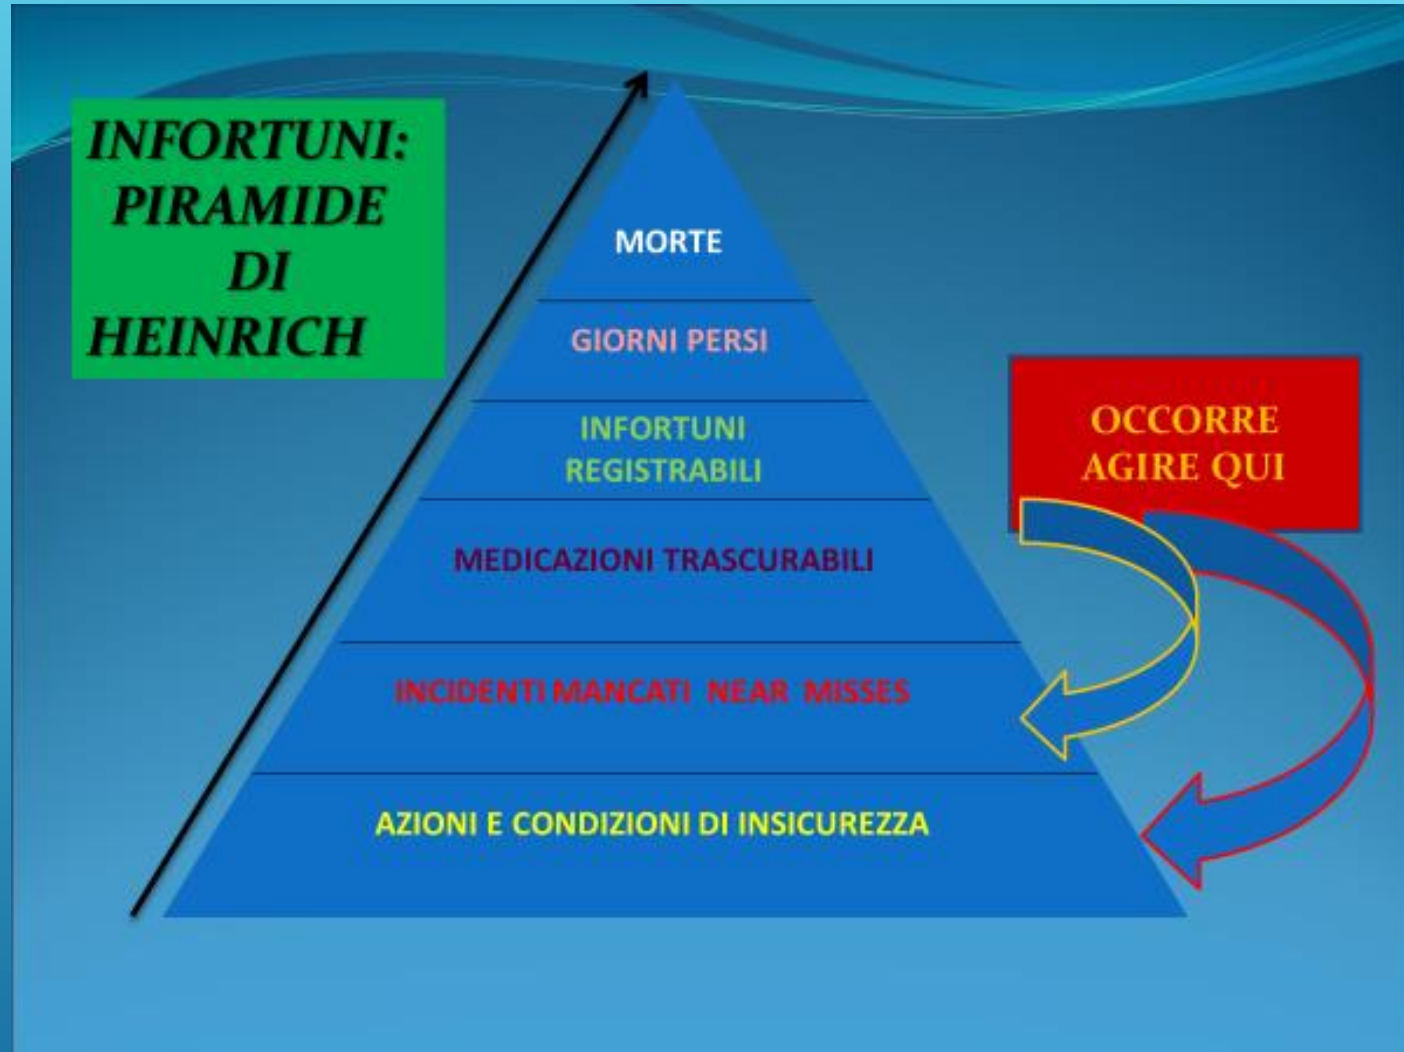 INFORTUNI:
PIRAMIDE
DI
HEINRICH
MORTE
GIORNI PERSI
INFORTUNI
REGISTRABILI
OCCORRE
AGIRE QUI
MEDICAZIONI TRASCURABILI
INCIDENTI MANCATI NEAR MISSES
AZIONI E CONDIZIONI DI INSICUREZZA